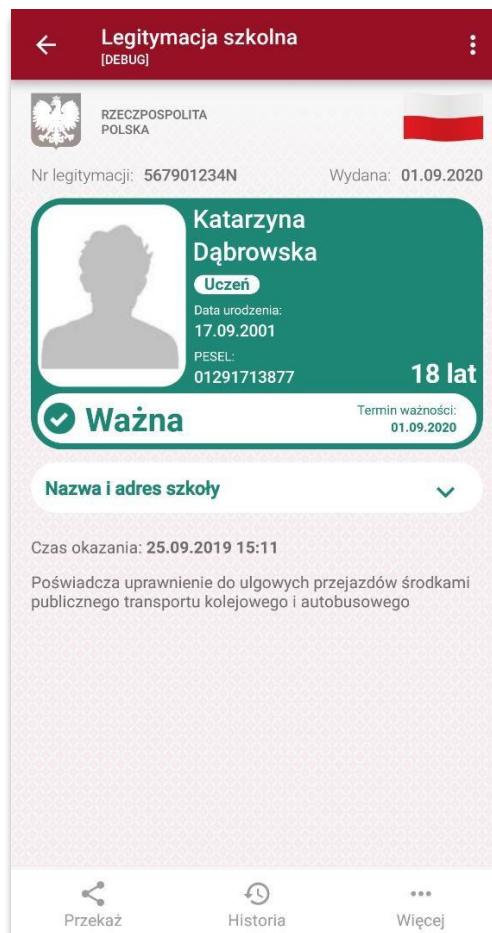 Legitymacja szkolna
[DEBUG]
RZECZPOSPOLITA
POLSKA
Nr legitymacji: 567901234N Wydana: 01.09.2020
Katarzyna
Dąbrowska
Uczeń
Data urodzenia:
17.09.2001
PESEL:
01291713877
18 lat
Ważna
Termin ważności:
01.09.2020
Nazwa i adres szkoły
Czas okazania: 25.09.2019 15:11
Poświadcza uprawnienie do ulgowych przejazdów środkami
publicznego transportu kolejowego i autobusowego
Przekaż Historia Więcej